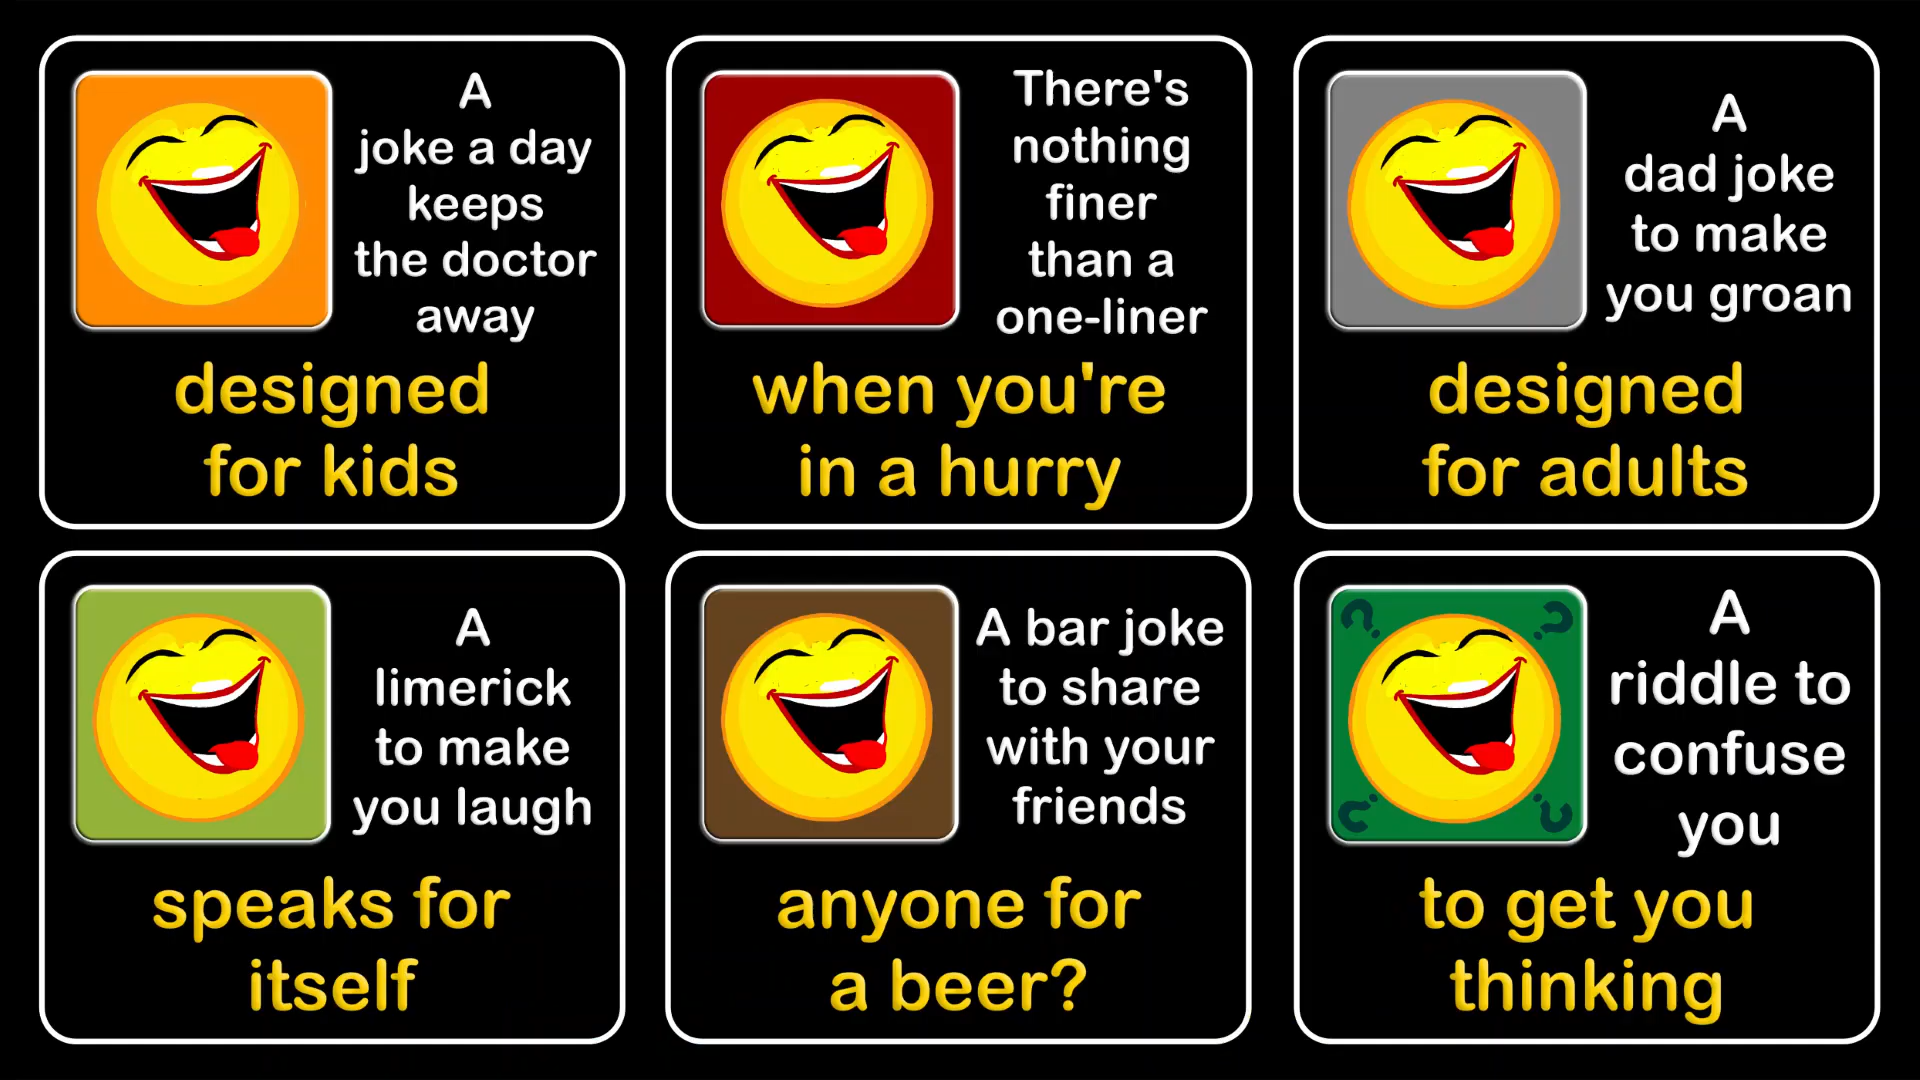 A
joke a day
keeps
the doctor
away
designed
for kids
There's
nothing
finer
than a
one-liner
when you're
in a hurry
A
dad joke
to make
you groan
designed
for adults
A
limerick
to make
you laugh
speaks for
itself
A bar joke
to share
with your
friends
anyone for
a beer?
? ?
A
riddle to
confuse
you
? ?
to get you
thinking